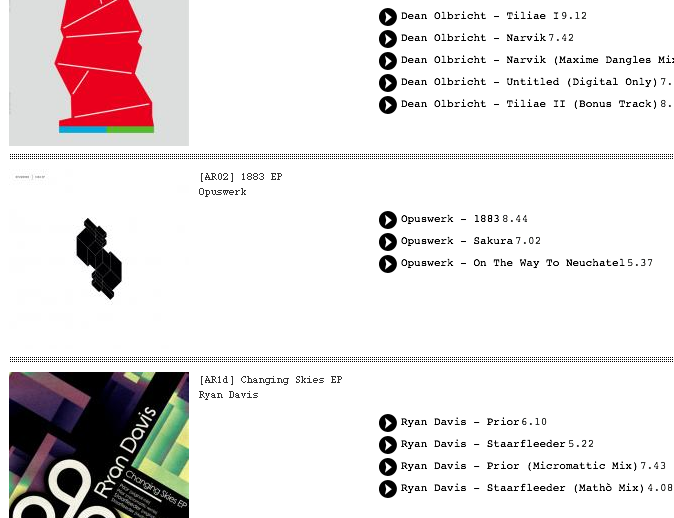 Dean Olbricht - Tiliae I 9.12
Dean Olbricht - Narvik 7.42
Dean Olbricht - Narvik (Maxime Dangles Mi
Dean Olbricht - Untitled (Digital Only) 7.
Dean Olbricht - Tiliae II (Bonus Track) 8.
[AR02] 1883 EP
Opuswerk
Opuswerk - 1883 8.44
Opuswerk - Sakura 7.02
Opuswerk - On The Way To Neuchatel 5.37
[AR1d] Changing Skies EP
Ryan Davis
Ryan Davis - Prior 6.10
Ryan Davis - Staarfleeder 5.22
Ryan Davis - Prior (Micromattic Mix) 7.43
Ryan Davis - Staarfleeder (Mathò Mix) 4.08
Ryan Davis
Changing Skies EP